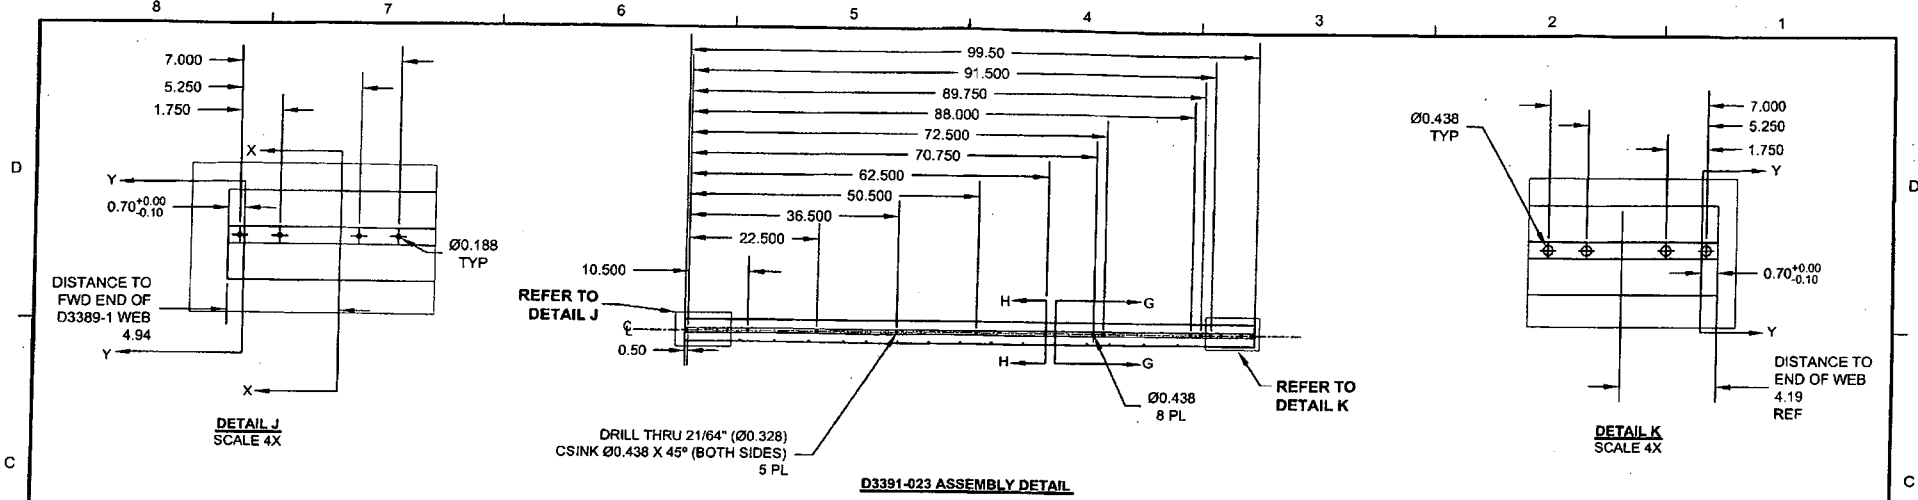 8 7 6 5 4 3 2 1
D
D
C
C
7.000
5.250
1.750
X
Y
0.70 +0.00 -0.10
Ø0.188
TYP
DISTANCE TO
FWD END OF
D3389-1 WEB
4.94
Y
X
DETAIL J
SCALE 4X
99.50
91.500
89.750
88.000
72.500
70.750
62.500
50.500
36.500
22.500
10.500
REFER TO
DETAIL J
H
G
℄
0.50
H
G
REFER TO
DETAIL K
Ø0.438
8 PL
DRILL THRU 21/64" (Ø0.328)
CSINK Ø0.438 X 45° (BOTH SIDES)
5 PL
D3391-023 ASSEMBLY DETAIL
Ø0.438
TYP
7.000
5.250
1.750
Y
0.70 +0.00 -0.10
Y
DISTANCE TO
END OF WEB
4.19
REF
DETAIL K
SCALE 4X